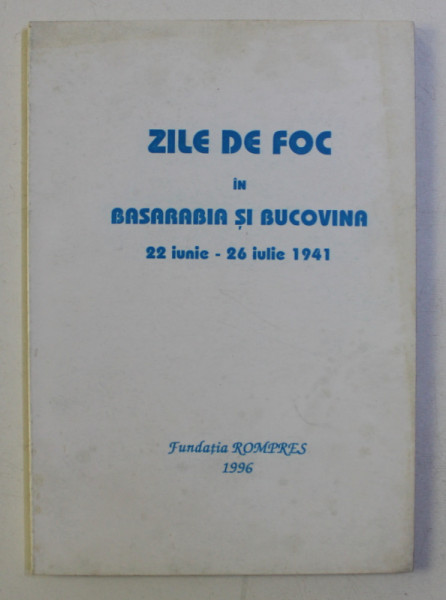 ZILE DE FOC
ÎN
BASARABIA ȘI BUCOVINA
22 iunie - 26 iulie 1941
Fundația ROMPRES
1996